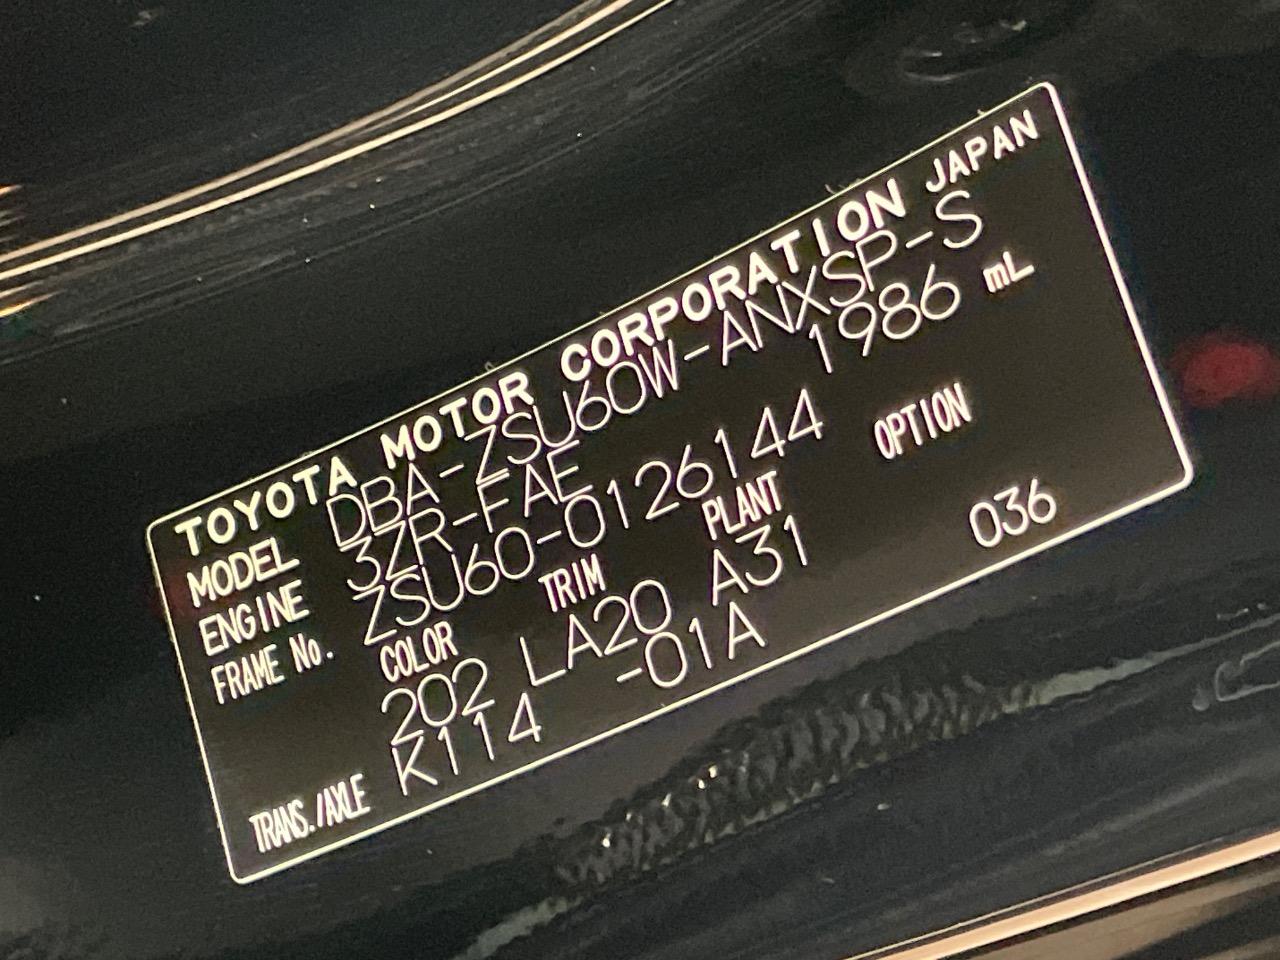 TOYOTA MOTOR CORPORATION JAPAN
MODEL DBA-ZSU60W-ANXSP-S
ENGINE 3ZR-FAE 1986 mL
FRAME No. ZSU60-0126144
COLOR TRIM PLANT OPTION
202 LA20 A31 036
TRANS./AXLE K114 -01A